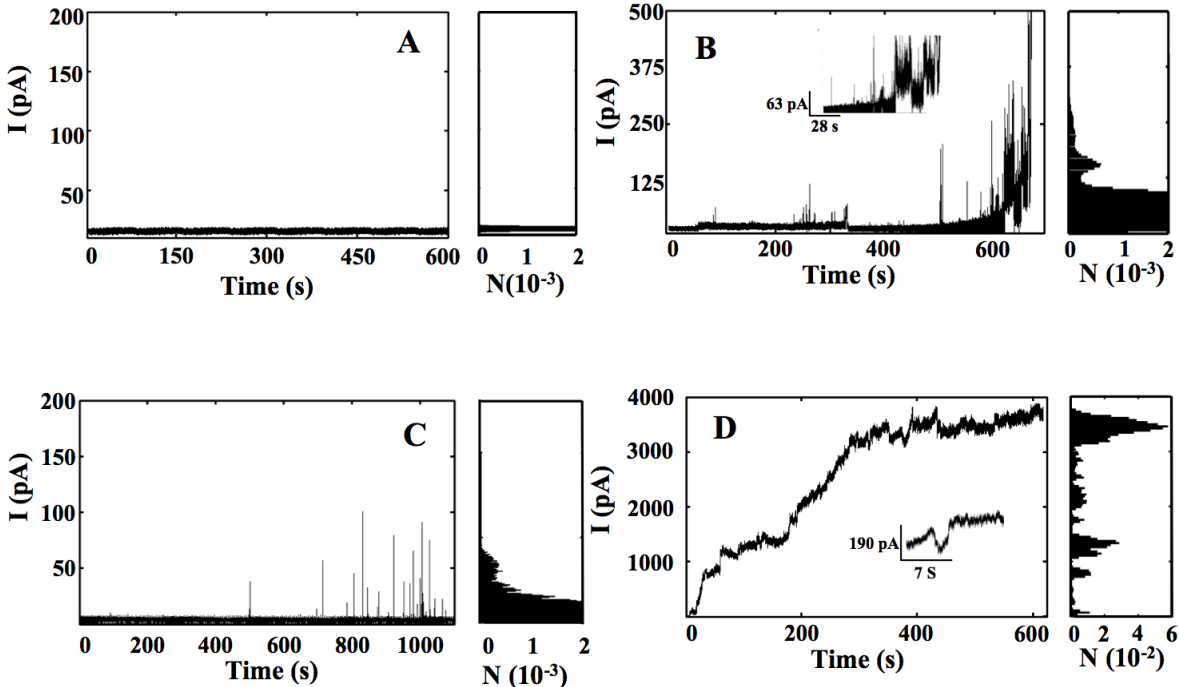 A
I (pA)
200
150
100
50
0 150 300 450 600
Time (s)
0 1 2
N(10-3)
B
I (pA)
500
375
250
125
63 pA
28 s
0 200 400 600
Time (s)
0 1 2
N (10-3)
C
I (pA)
200
150
100
50
0 200 400 600 800 1000
Time (s)
0 1 2
N (10-3)
D
I (pA)
4000
3000
2000
1000
190 pA
7 S
0 200 400 600
Time (s)
0 2 4 6
N (10-2)